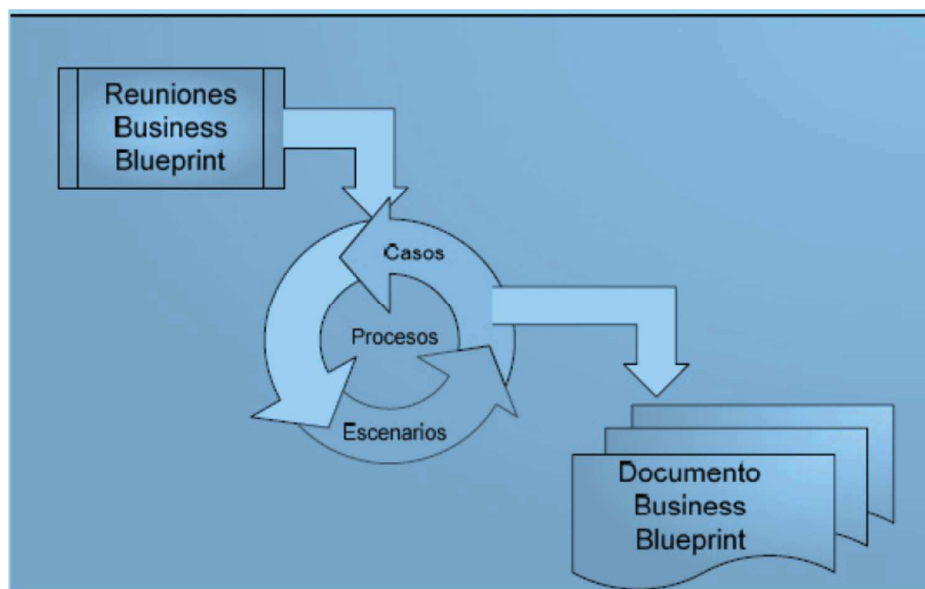 Reuniones
Business
Blueprint
Casos
Procesos
Escenarios
Documento
Business
Blueprint